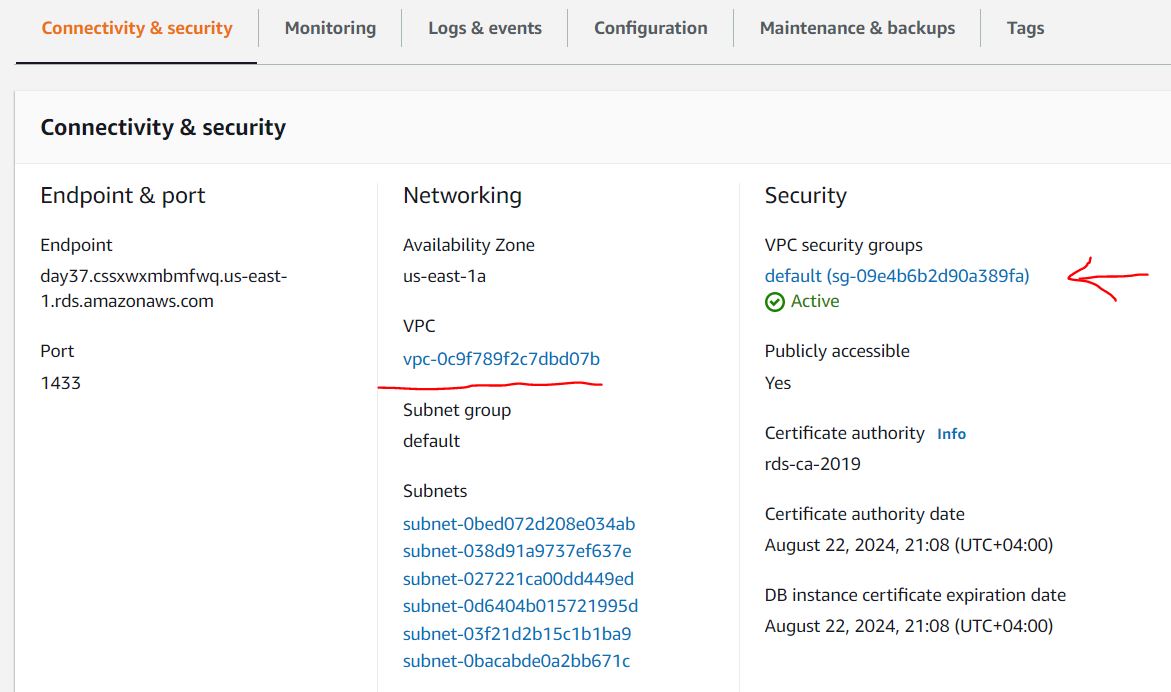 Connectivity & security
Monitoring
Logs & events
Configuration
Maintenance & backups
Tags
Connectivity & security
Endpoint & port
Endpoint
day37.cssxwxmbmfwq.us-east-
1.rds.amazonaws.com
Port
1433
Networking
Availability Zone
us-east-1a
VPC
vpc-0c9f789f2c7dbd07b
Subnet group
default
Subnets
subnet-0bed072d208e034ab
subnet-038d91a9737ef637e
subnet-027221ca00dd449ed
subnet-0d6404b015721995d
subnet-03f21d2b15c1b1ba9
subnet-0bacabde0a2bb671c
Security
VPC security groups
default (sg-09e4b6b2d90a389fa)
Active
Publicly accessible
Yes
Certificate authority Info
rds-ca-2019
Certificate authority date
August 22, 2024, 21:08 (UTC+04:00)
DB instance certificate expiration date
August 22, 2024, 21:08 (UTC+04:00)